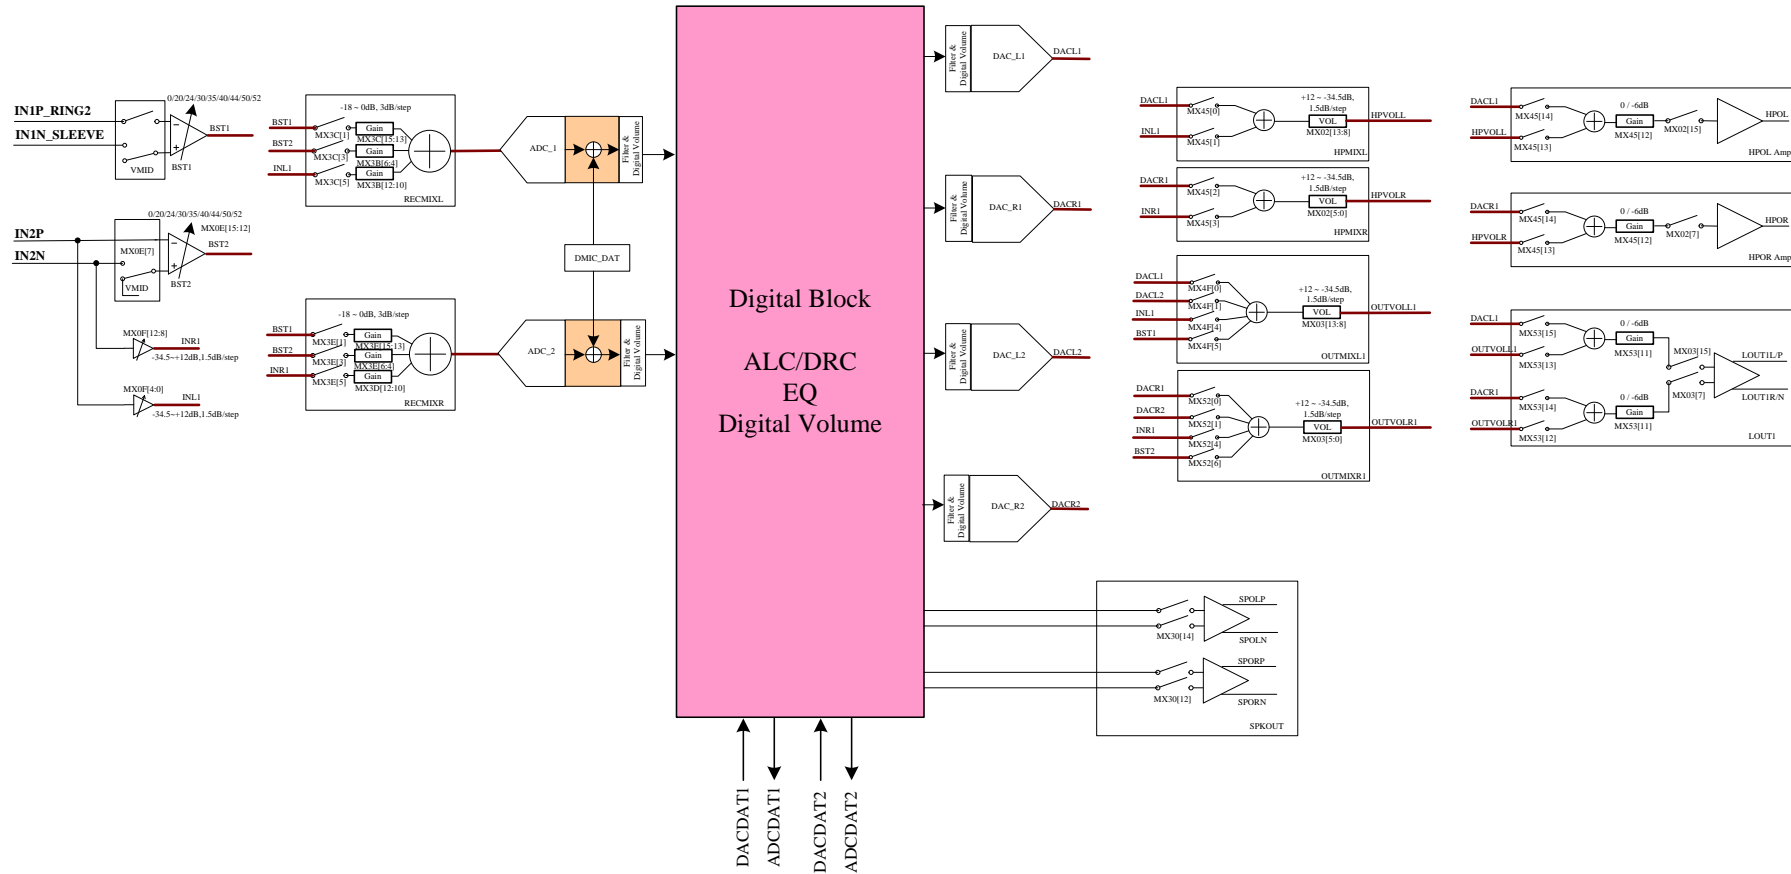 IN1P_RING2
IN1N_SLEEVE
0/20/24/30/35/40/44/50/52
BST1
VMID
BST1
0/20/24/30/35/40/44/50/52
MX0E[15:12]
IN2P
IN2N
MX0E[7]
BST2
VMID
BST2
MX0F[12:8]
INR1
-34.5~+12dB,1.5dB/step
MX0F[4:0]
INL1
-34.5~+12dB,1.5dB/step
-18 ~ 0dB, 3dB/step
BST1
MX3C[1]
Gain
MX3C[15:13]
BST2
MX3C[3]
Gain
MX3B[6:4]
INL1
MX3C[5]
Gain
MX3B[12:10]
RECMIXL
-18 ~ 0dB, 3dB/step
BST1
MX3E[1]
Gain
MX3E[15:13]
BST2
MX3E[3]
Gain
MX3E[6:4]
INR1
MX3E[5]
Gain
MX3D[12:10]
RECMIXR
ADC_1
Filter &
Digital Volume
DMIC_DAT
ADC_2
Filter &
Digital Volume
Digital Block
ALC/DRC
EQ
Digital Volume
DACDAT1
ADCDAT1
DACDAT2
ADCDAT2
Filter &
Digital Volume
DAC_L1
DACL1
Filter &
Digital Volume
DAC_R1
DACR1
Filter &
Digital Volume
DAC_L2
DACL2
Filter &
Digital Volume
DAC_R2
DACR2
DACL1
MX45[0]
INL1
MX45[1]
+12 ~ -34.5dB,
1.5dB/step
VOL
MX02[13:8]
HPVOLL
HPMIXL
DACR1
MX45[2]
INR1
MX45[3]
+12 ~ -34.5dB,
1.5dB/step
VOL
MX02[5:0]
HPVOLR
HPMIXR
DACL1
MX4F[0]
DACL2
MX4F[1]
INL1
MX4F[4]
BST1
MX4F[5]
+12 ~ -34.5dB,
1.5dB/step
VOL
MX03[13:8]
OUTVOLL1
OUTMIXL1
DACR1
MX52[0]
DACR2
MX52[1]
INR1
MX52[4]
BST2
MX52[6]
+12 ~ -34.5dB,
1.5dB/step
VOL
MX03[5:0]
OUTVOLR1
OUTMIXR1
DACL1
MX45[14]
HPVOLL
MX45[13]
0 / -6dB
Gain
MX45[12]
MX02[15]
HPOL
HPOL Amp
DACR1
MX45[14]
HPVOLR
MX45[13]
0 / -6dB
Gain
MX45[12]
MX02[7]
HPOR
HPOR Amp
DACL1
MX53[15]
OUTVOLL1
MX53[13]
0 / -6dB
Gain
MX53[11]
MX03[15]
DACR1
MX53[14]
OUTVOLR1
MX53[12]
0 / -6dB
Gain
MX53[11]
MX03[7]
LOUT1L/P
LOUT1R/N
LOUT1
MX30[14]
SPOLP
SPOLN
MX30[12]
SPORP
SPORN
SPKOUT